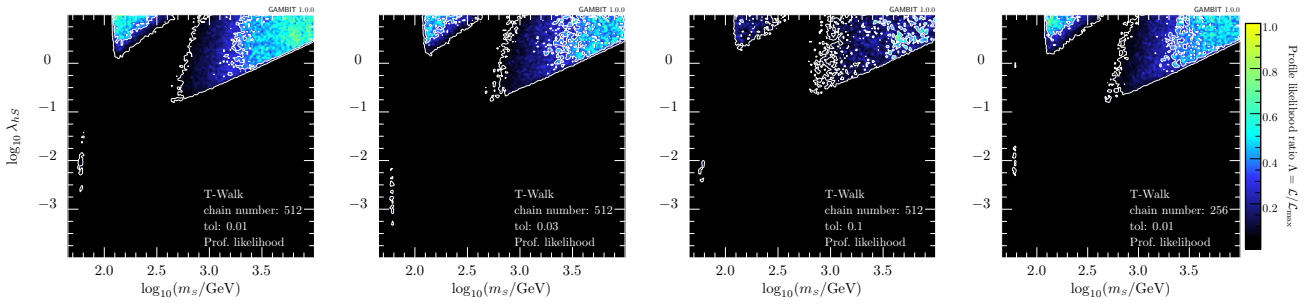 GAMBIT 1.0.0
GAMBIT 1.0.0
GAMBIT 1.0.0
GAMBIT 1.0.0
log₁₀ λ_hS
0
−1
−2
−3
2.0 2.5 3.0 3.5
log₁₀(m_S/GeV)
T-Walk
chain number: 512
tol: 0.01
Prof. likelihood
0
−1
−2
−3
2.0 2.5 3.0 3.5
log₁₀(m_S/GeV)
T-Walk
chain number: 512
tol: 0.03
Prof. likelihood
0
−1
−2
−3
2.0 2.5 3.0 3.5
log₁₀(m_S/GeV)
T-Walk
chain number: 512
tol: 0.1
Prof. likelihood
0
−1
−2
−3
2.0 2.5 3.0 3.5
log₁₀(m_S/GeV)
T-Walk
chain number: 256
tol: 0.01
Prof. likelihood
1.0
0.8
0.6
0.4
0.2
Profile likelihood ratio Λ = ℒ/ℒ_max